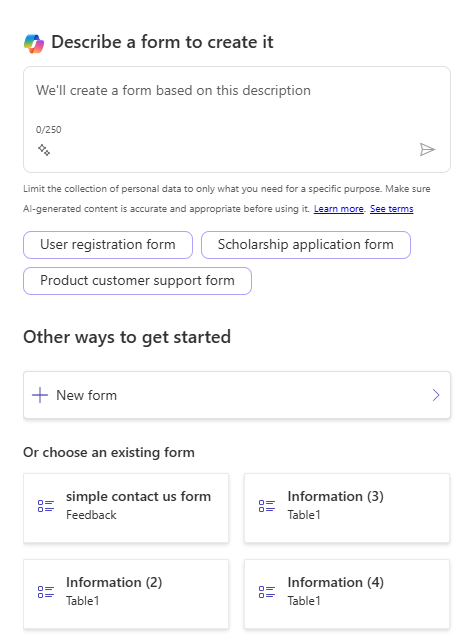 Describe a form to create it
We'll create a form based on this description
0/250
Limit the collection of personal data to only what you need for a specific purpose. Make sure
AI-generated content is accurate and appropriate before using it. Learn more. See terms
User registration form
Scholarship application form
Product customer support form
Other ways to get started
New form
Or choose an existing form
simple contact us form
Feedback
Information (3)
Table1
Information (2)
Table1
Information (4)
Table1